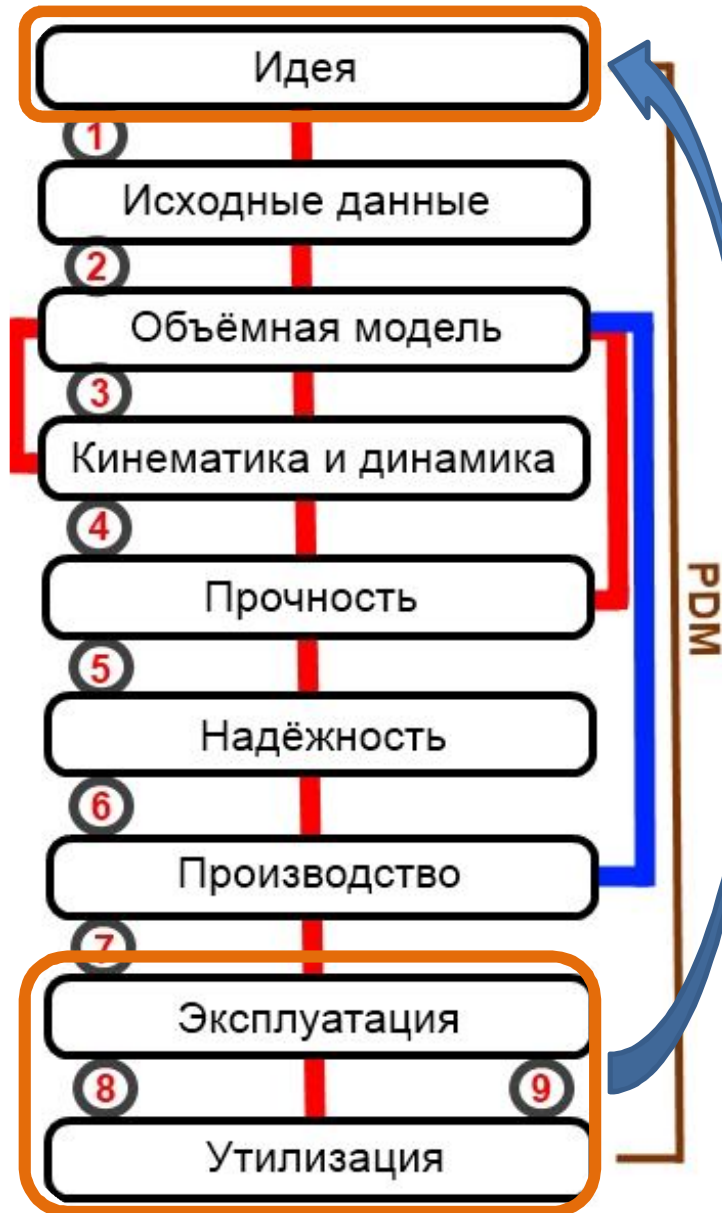 Идея
1
Исходные данные
2
Объёмная модель
3
Кинематика и динамика
4
Прочность
PDM
5
Надёжность
6
Производство
7
Эксплуатация
8
9
Утилизация